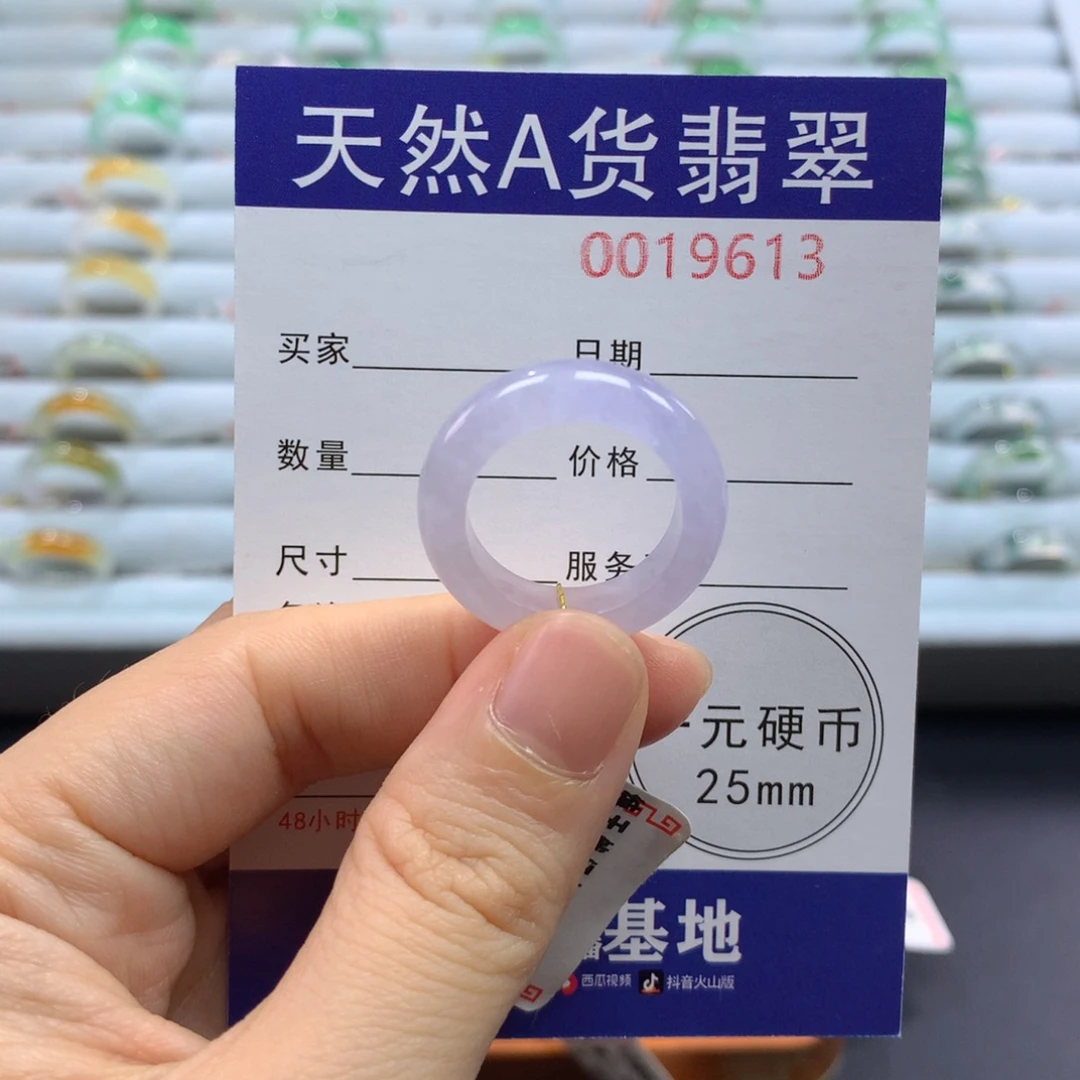 天然A货翡翠
0019613
买家 日期
数量 价格
尺寸 服务
元硬币
25mm
48小时
基地
西瓜视频 抖音火山版